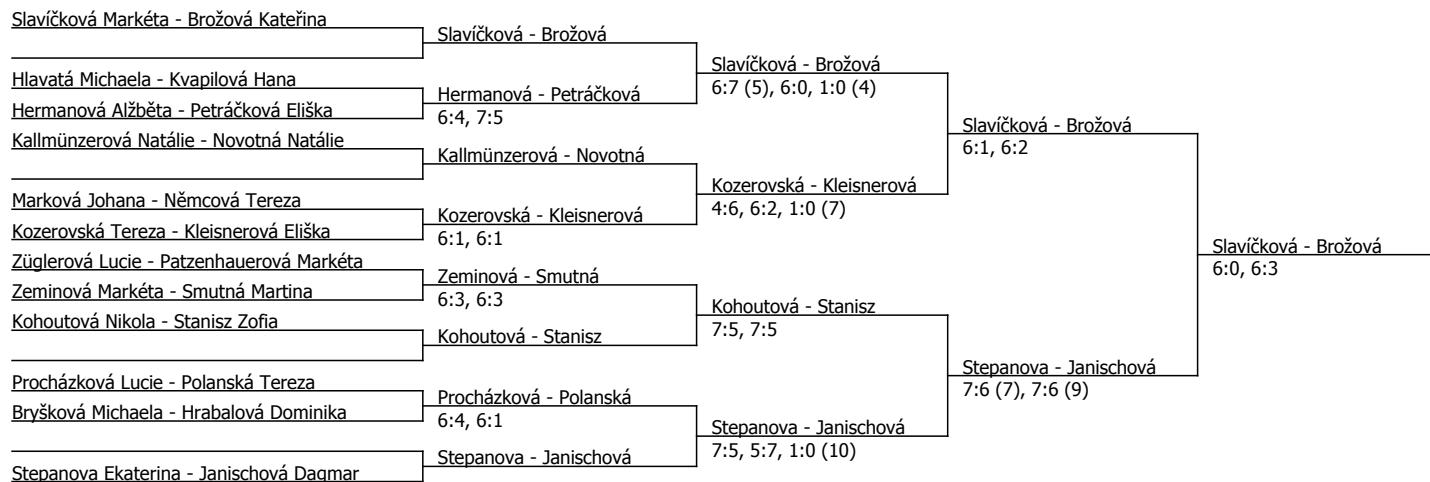 Slavíčková Markéta - Brožová Kateřina
Hlavatá Michaela - Kvapilová Hana
Hermanová Alžběta - Petráčková Eliška
Kallmünzerová Natálie - Novotná Natálie
Marková Johana - Němcová Tereza
Kozerovská Tereza - Kleisnerová Eliška
Züglerová Lucie - Patzenhauerová Markéta
Zeminová Markéta - Smutná Martina
Kohoutová Nikola - Stanisz Zofia
Procházková Lucie - Polanská Tereza
Bryšková Michaela - Hrabalová Dominika
Stepanova Ekaterina - Janischová Dagmar
Slavíčková - Brožová
Hermanová - Petráčková
6:4, 7:5
Kallmünzerová - Novotná
Kozerovská - Kleisnerová
6:1, 6:1
Zeminová - Smutná
6:3, 6:3
Kohoutová - Stanisz
Procházková - Polanská
6:4, 6:1
Stepanova - Janischová
Slavíčková - Brožová
6:7 (5), 6:0, 1:0 (4)
Kozerovská - Kleisnerová
4:6, 6:2, 1:0 (7)
Kohoutová - Stanisz
7:5, 7:5
Stepanova - Janischová
7:5, 5:7, 1:0 (10)
Slavíčková - Brožová
6:1, 6:2
Stepanova - Janischová
7:6 (7), 7:6 (9)
Slavíčková - Brožová
6:0, 6:3